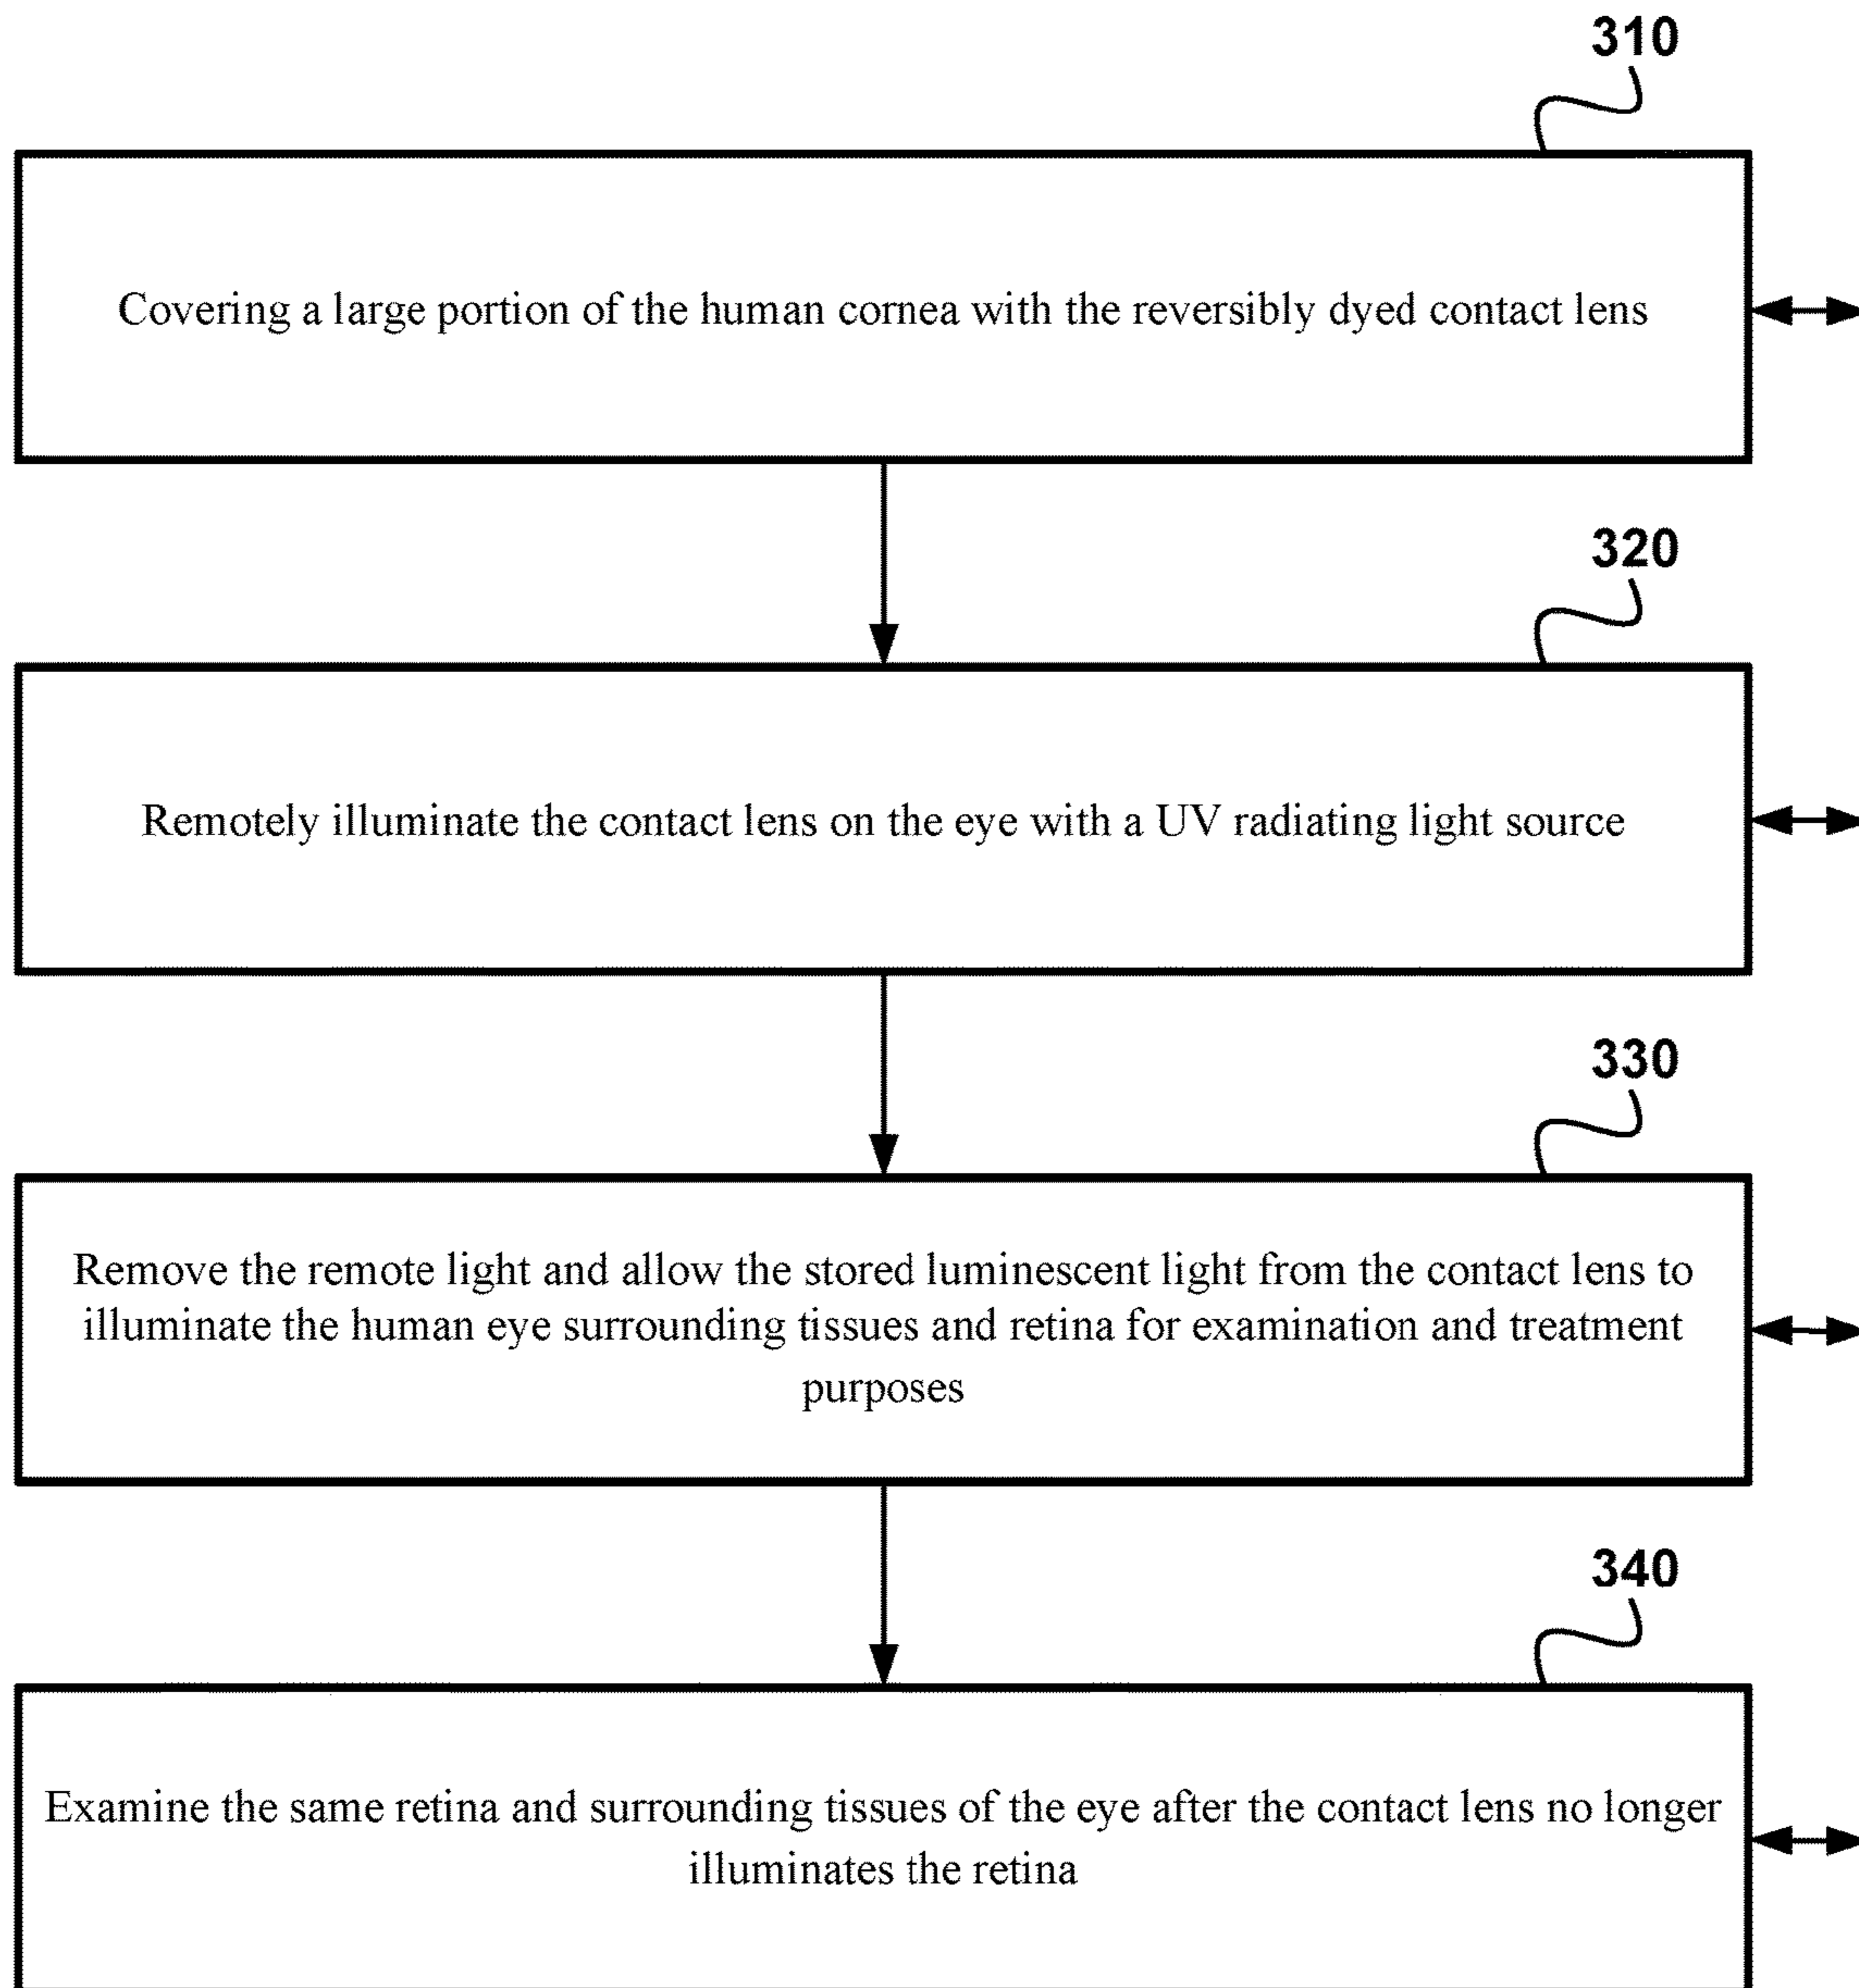 310
Covering a large portion of the human cornea with the reversibly dyed contact lens
320
Remotely illuminate the contact lens on the eye with a UV radiating light source
330
Remove the remote light and allow the stored luminescent light from the contact lens to
illuminate the human eye surrounding tissues and retina for examination and treatment
purposes
340
Examine the same retina and surrounding tissues of the eye after the contact lens no longer
illuminates the retina